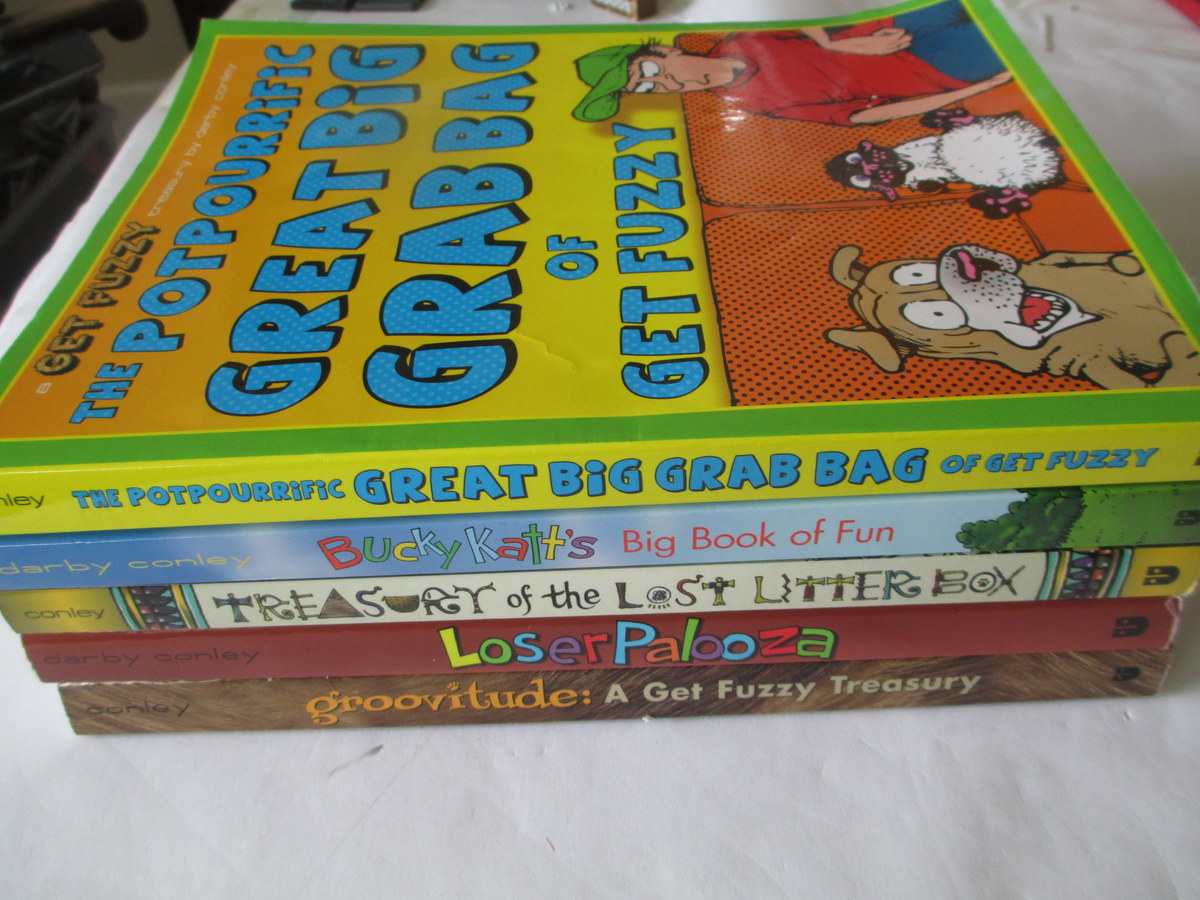 GET FUZZY treasury by darby conley
THE POTPOURRIFiC
GREAT BiG
GRAB BAG
OF
GET FUZZY
THE POTPOURRIFiC GREAT BiG GRAB BAG OF GET FUZZY
darby conley Bucky Katt's Big Book of Fun
conley TREASURY of the LOST LITTER BOX
darby conley LoserPalooza
conley groovitude: A Get Fuzzy Treasury